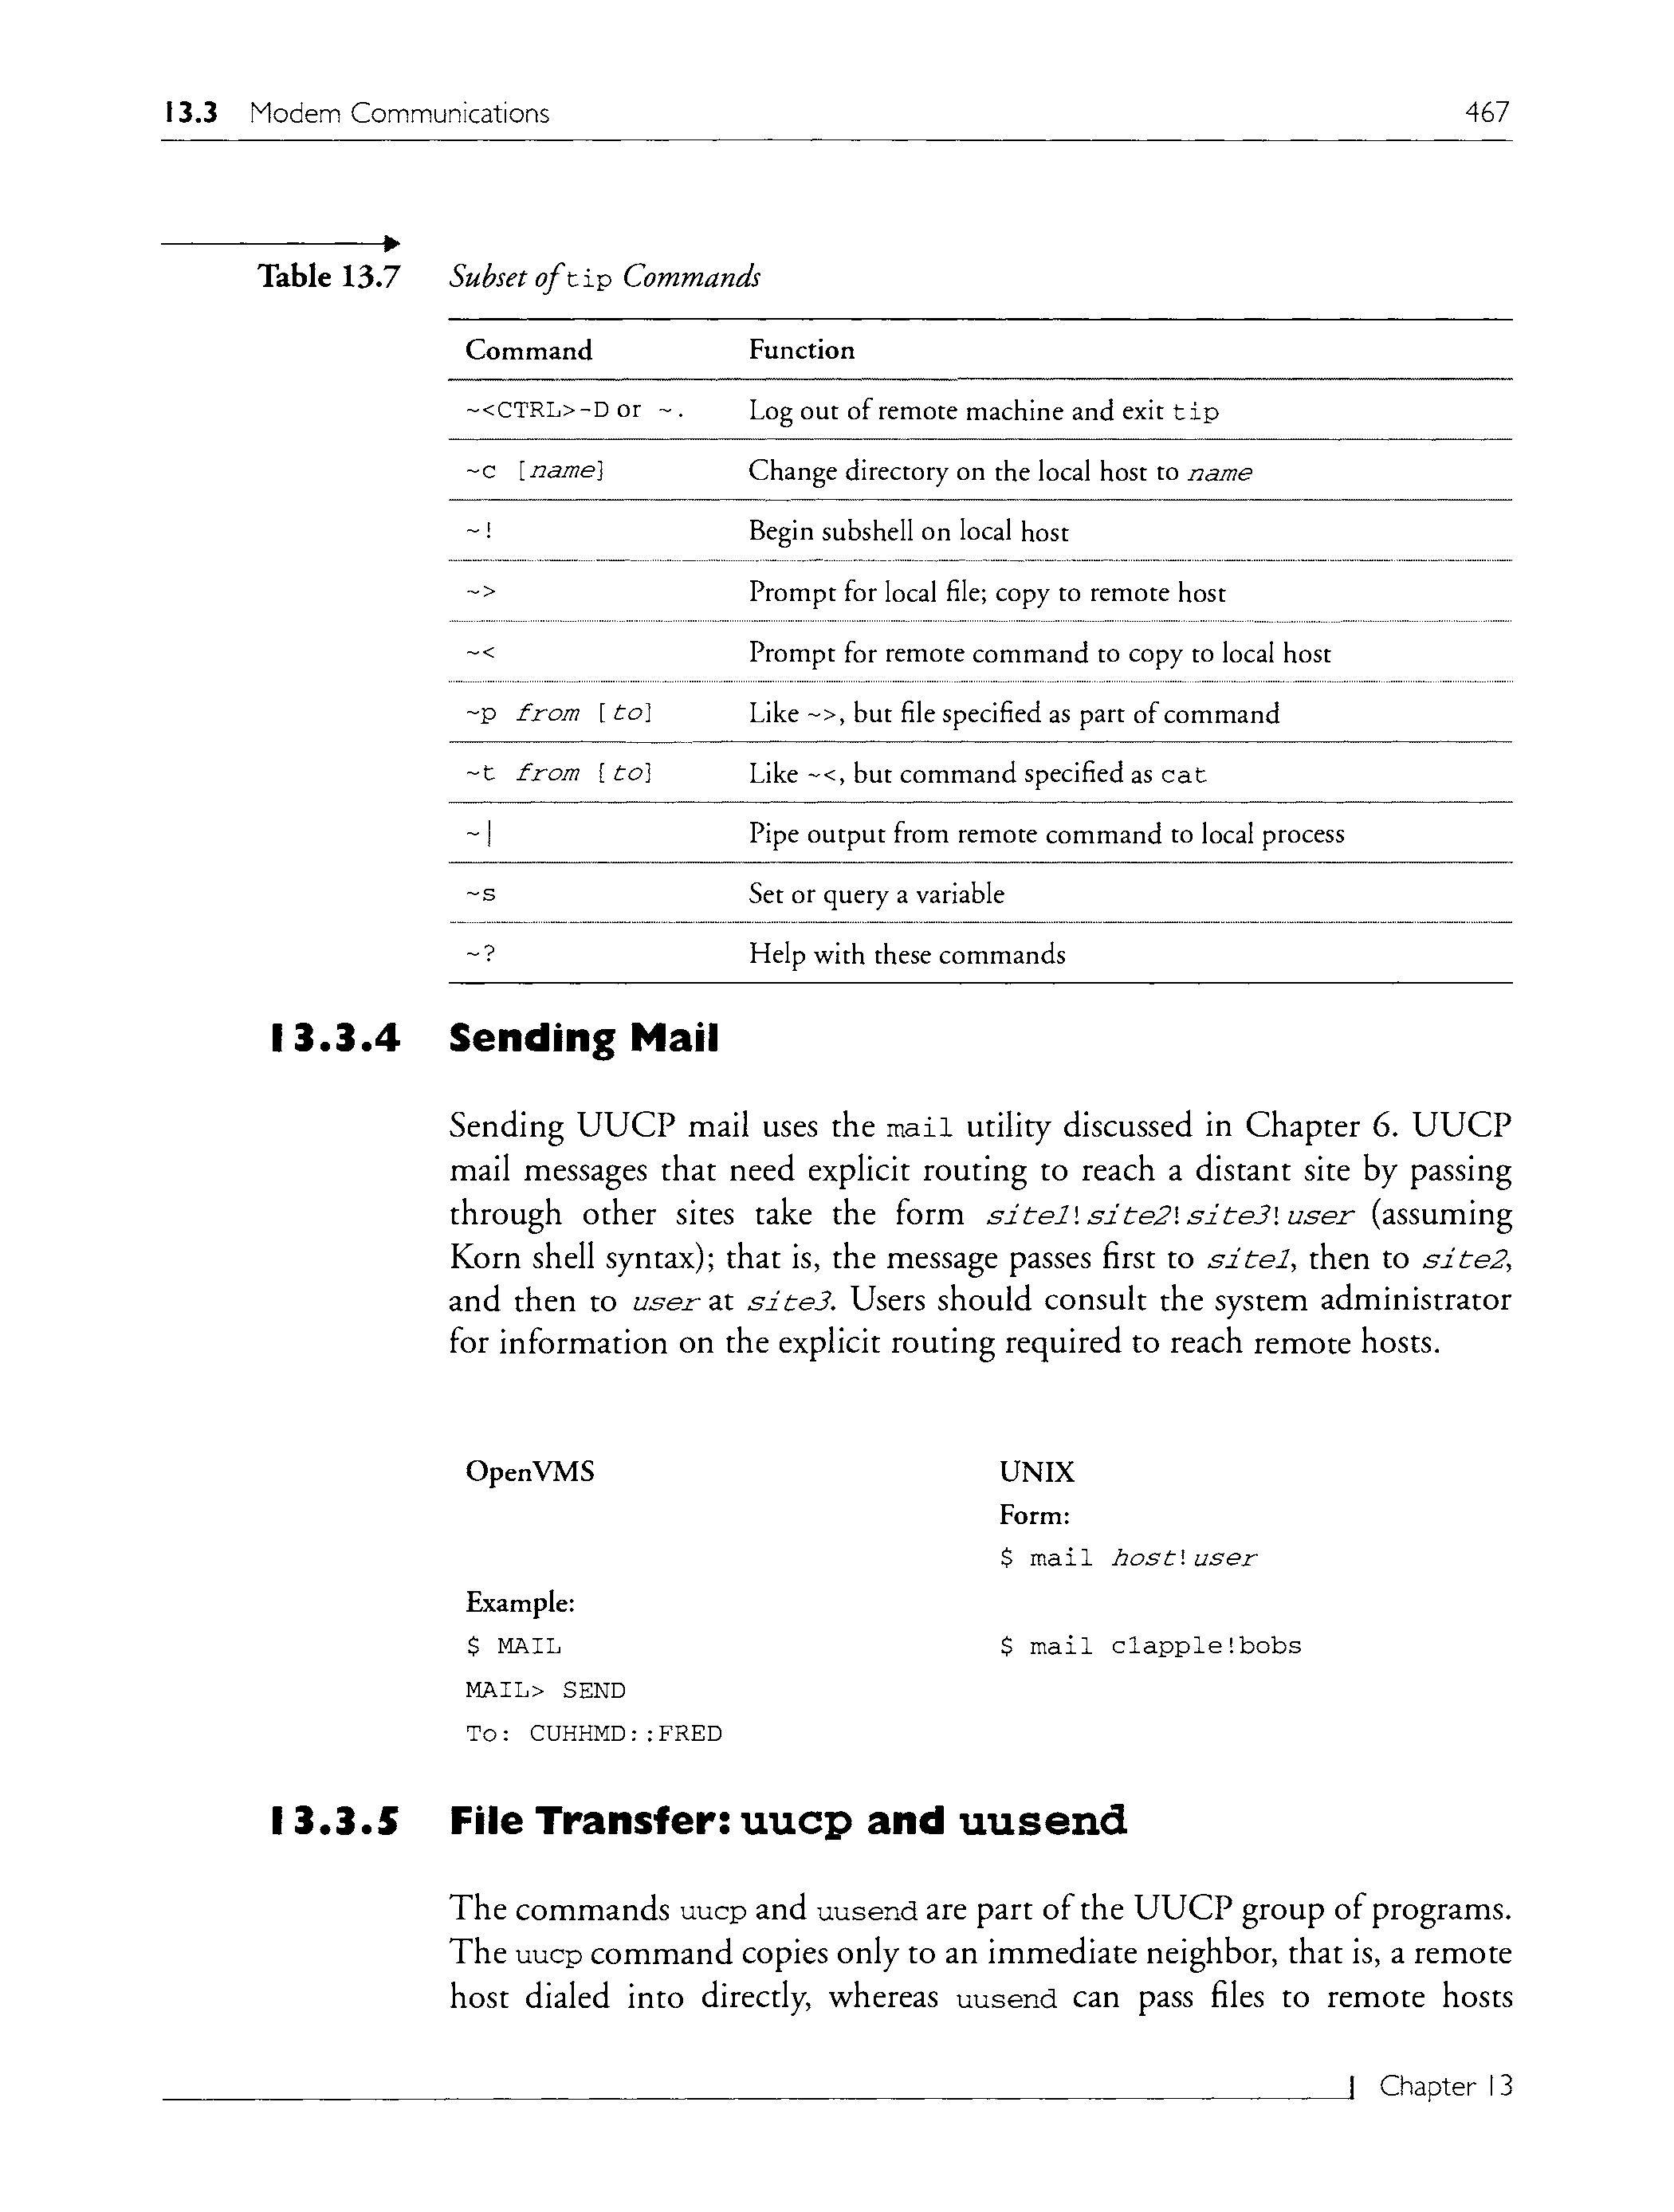 13.3 Modem Communications 467
Table 13.7 Subset of tip Commands
Command Function
~<CTRL>-D or ~. Log out of remote machine and exit tip
~c [name] Change directory on the local host to name
~! Begin subshell on local host
~> Prompt for local file; copy to remote host
~< Prompt for remote command to copy to local host
~p from [to] Like ~>, but file specified as part of command
~t from [to] Like ~<, but command specified as cat
~| Pipe output from remote command to local process
~s Set or query a variable
~? Help with these commands
13.3.4 Sending Mail
Sending UUCP mail uses the mail utility discussed in Chapter 6. UUCP
mail messages that need explicit routing to reach a distant site by passing
through other sites take the form site1!site2!site3!user (assuming
Korn shell syntax); that is, the message passes first to site1, then to site2,
and then to user at site3. Users should consult the system administrator
for information on the explicit routing required to reach remote hosts.
OpenVMS UNIX
Form:
$ mail host!user
Example:
$ MAIL $ mail clapple!bobs
MAIL> SEND
To: CUHHMD::FRED
13.3.5 File Transfer: uucp and uusend
The commands uucp and uusend are part of the UUCP group of programs.
The uucp command copies only to an immediate neighbor, that is, a remote
host dialed into directly, whereas uusend can pass files to remote hosts
Chapter 13